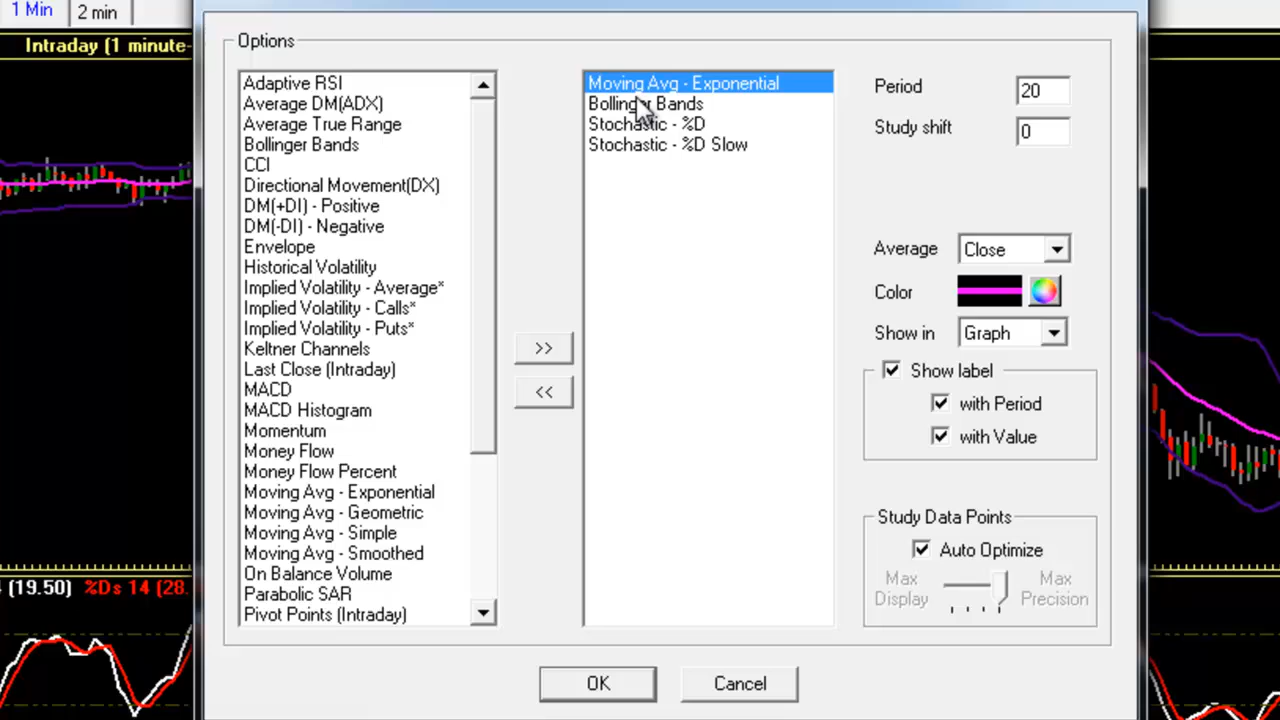 1 Min
2 min
Intraday (1 minute-
Options
Adaptive RSI
Average DM(ADX)
Average True Range
Bollinger Bands
CCI
Directional Movement(DX)
DM(+DI) - Positive
DM(-DI) - Negative
Envelope
Historical Volatility
Implied Volatility - Average*
Implied Volatility - Calls*
Implied Volatility - Puts*
Keltner Channels
Last Close (Intraday)
MACD
MACD Histogram
Momentum
Money Flow
Money Flow Percent
Moving Avg - Exponential
Moving Avg - Geometric
Moving Avg - Simple
Moving Avg - Smoothed
On Balance Volume
Parabolic SAR
Pivot Points (Intraday)
>>
<<
Moving Avg - Exponential
Bollinger Bands
Stochastic - %D
Stochastic - %D Slow
Period 20
Study shift 0
Average Close
Color
Show in Graph
Show label
with Period
with Value
Study Data Points
Auto Optimize
Max Display
Max Precision
(19.50) %Ds 14 (28.
OK
Cancel